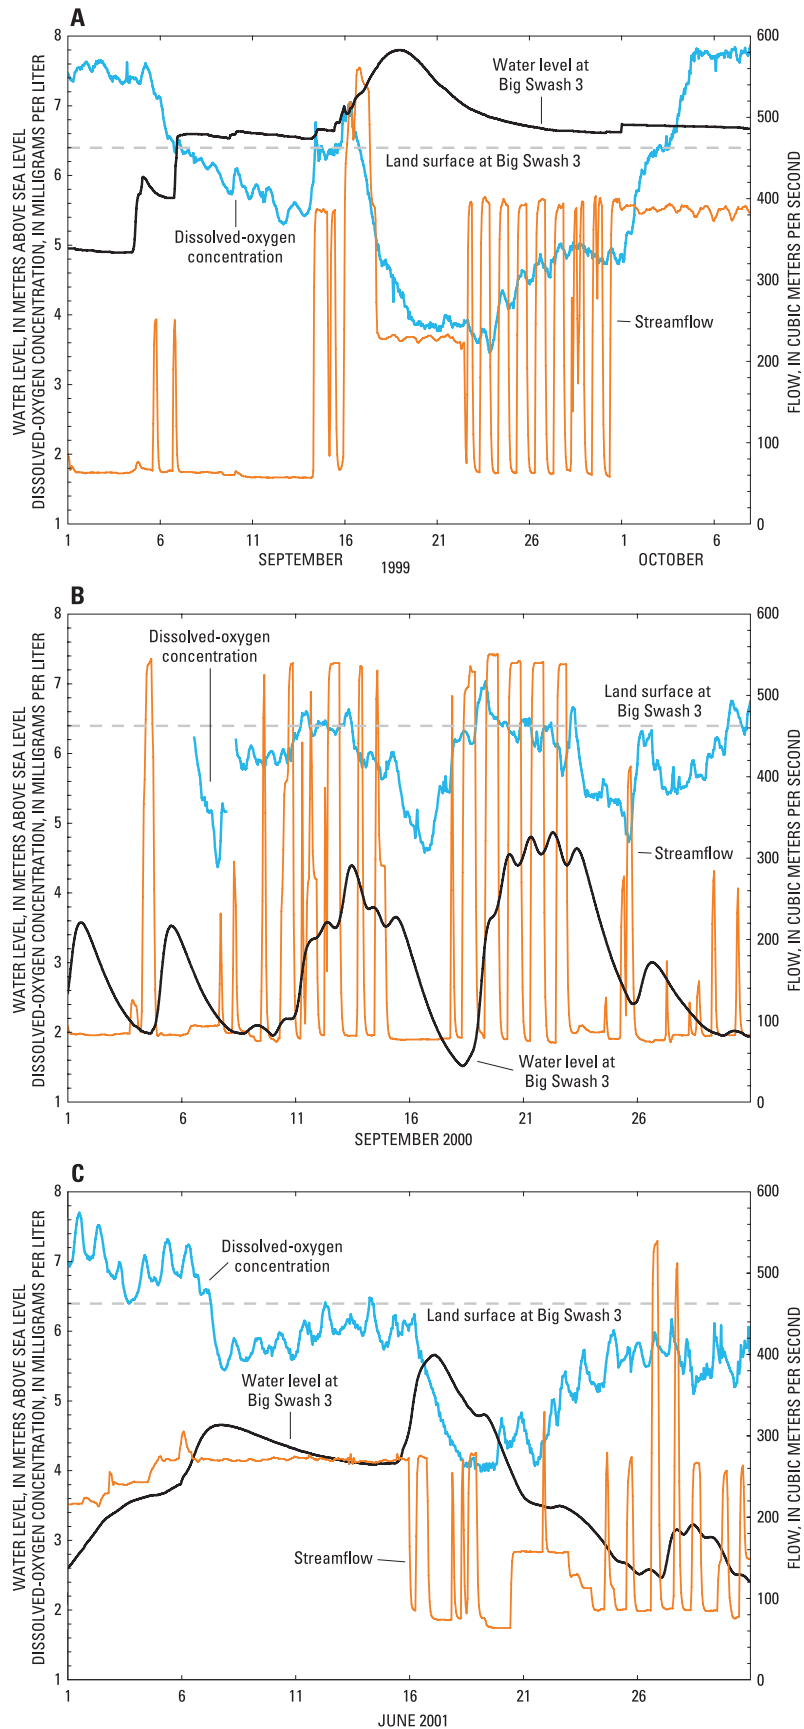 A
WATER LEVEL, IN METERS ABOVE SEA LEVEL
DISSOLVED-OXYGEN CONCENTRATION, IN MILLIGRAMS PER LITER
8
7
6
5
4
3
2
1
600
500
400
300
200
100
0
FLOW, IN CUBIC METERS PER SECOND
Water level at
Big Swash 3
Land surface at Big Swash 3
Dissolved-oxygen
concentration
Streamflow
1
6
11
16
21
26
1
6
SEPTEMBER
OCTOBER
1999
B
WATER LEVEL, IN METERS ABOVE SEA LEVEL
DISSOLVED-OXYGEN CONCENTRATION, IN MILLIGRAMS PER LITER
8
7
6
5
4
3
2
1
600
500
400
300
200
100
0
FLOW, IN CUBIC METERS PER SECOND
Dissolved-oxygen
concentration
Land surface at
Big Swash 3
Streamflow
Water level at
Big Swash 3
1
6
11
16
21
26
SEPTEMBER 2000
C
WATER LEVEL, IN METERS ABOVE SEA LEVEL
DISSOLVED-OXYGEN CONCENTRATION, IN MILLIGRAMS PER LITER
8
7
6
5
4
3
2
1
600
500
400
300
200
100
0
FLOW, IN CUBIC METERS PER SECOND
Dissolved-oxygen
concentration
Land surface at Big Swash 3
Water level at
Big Swash 3
Streamflow
1
6
11
16
21
26
JUNE 2001